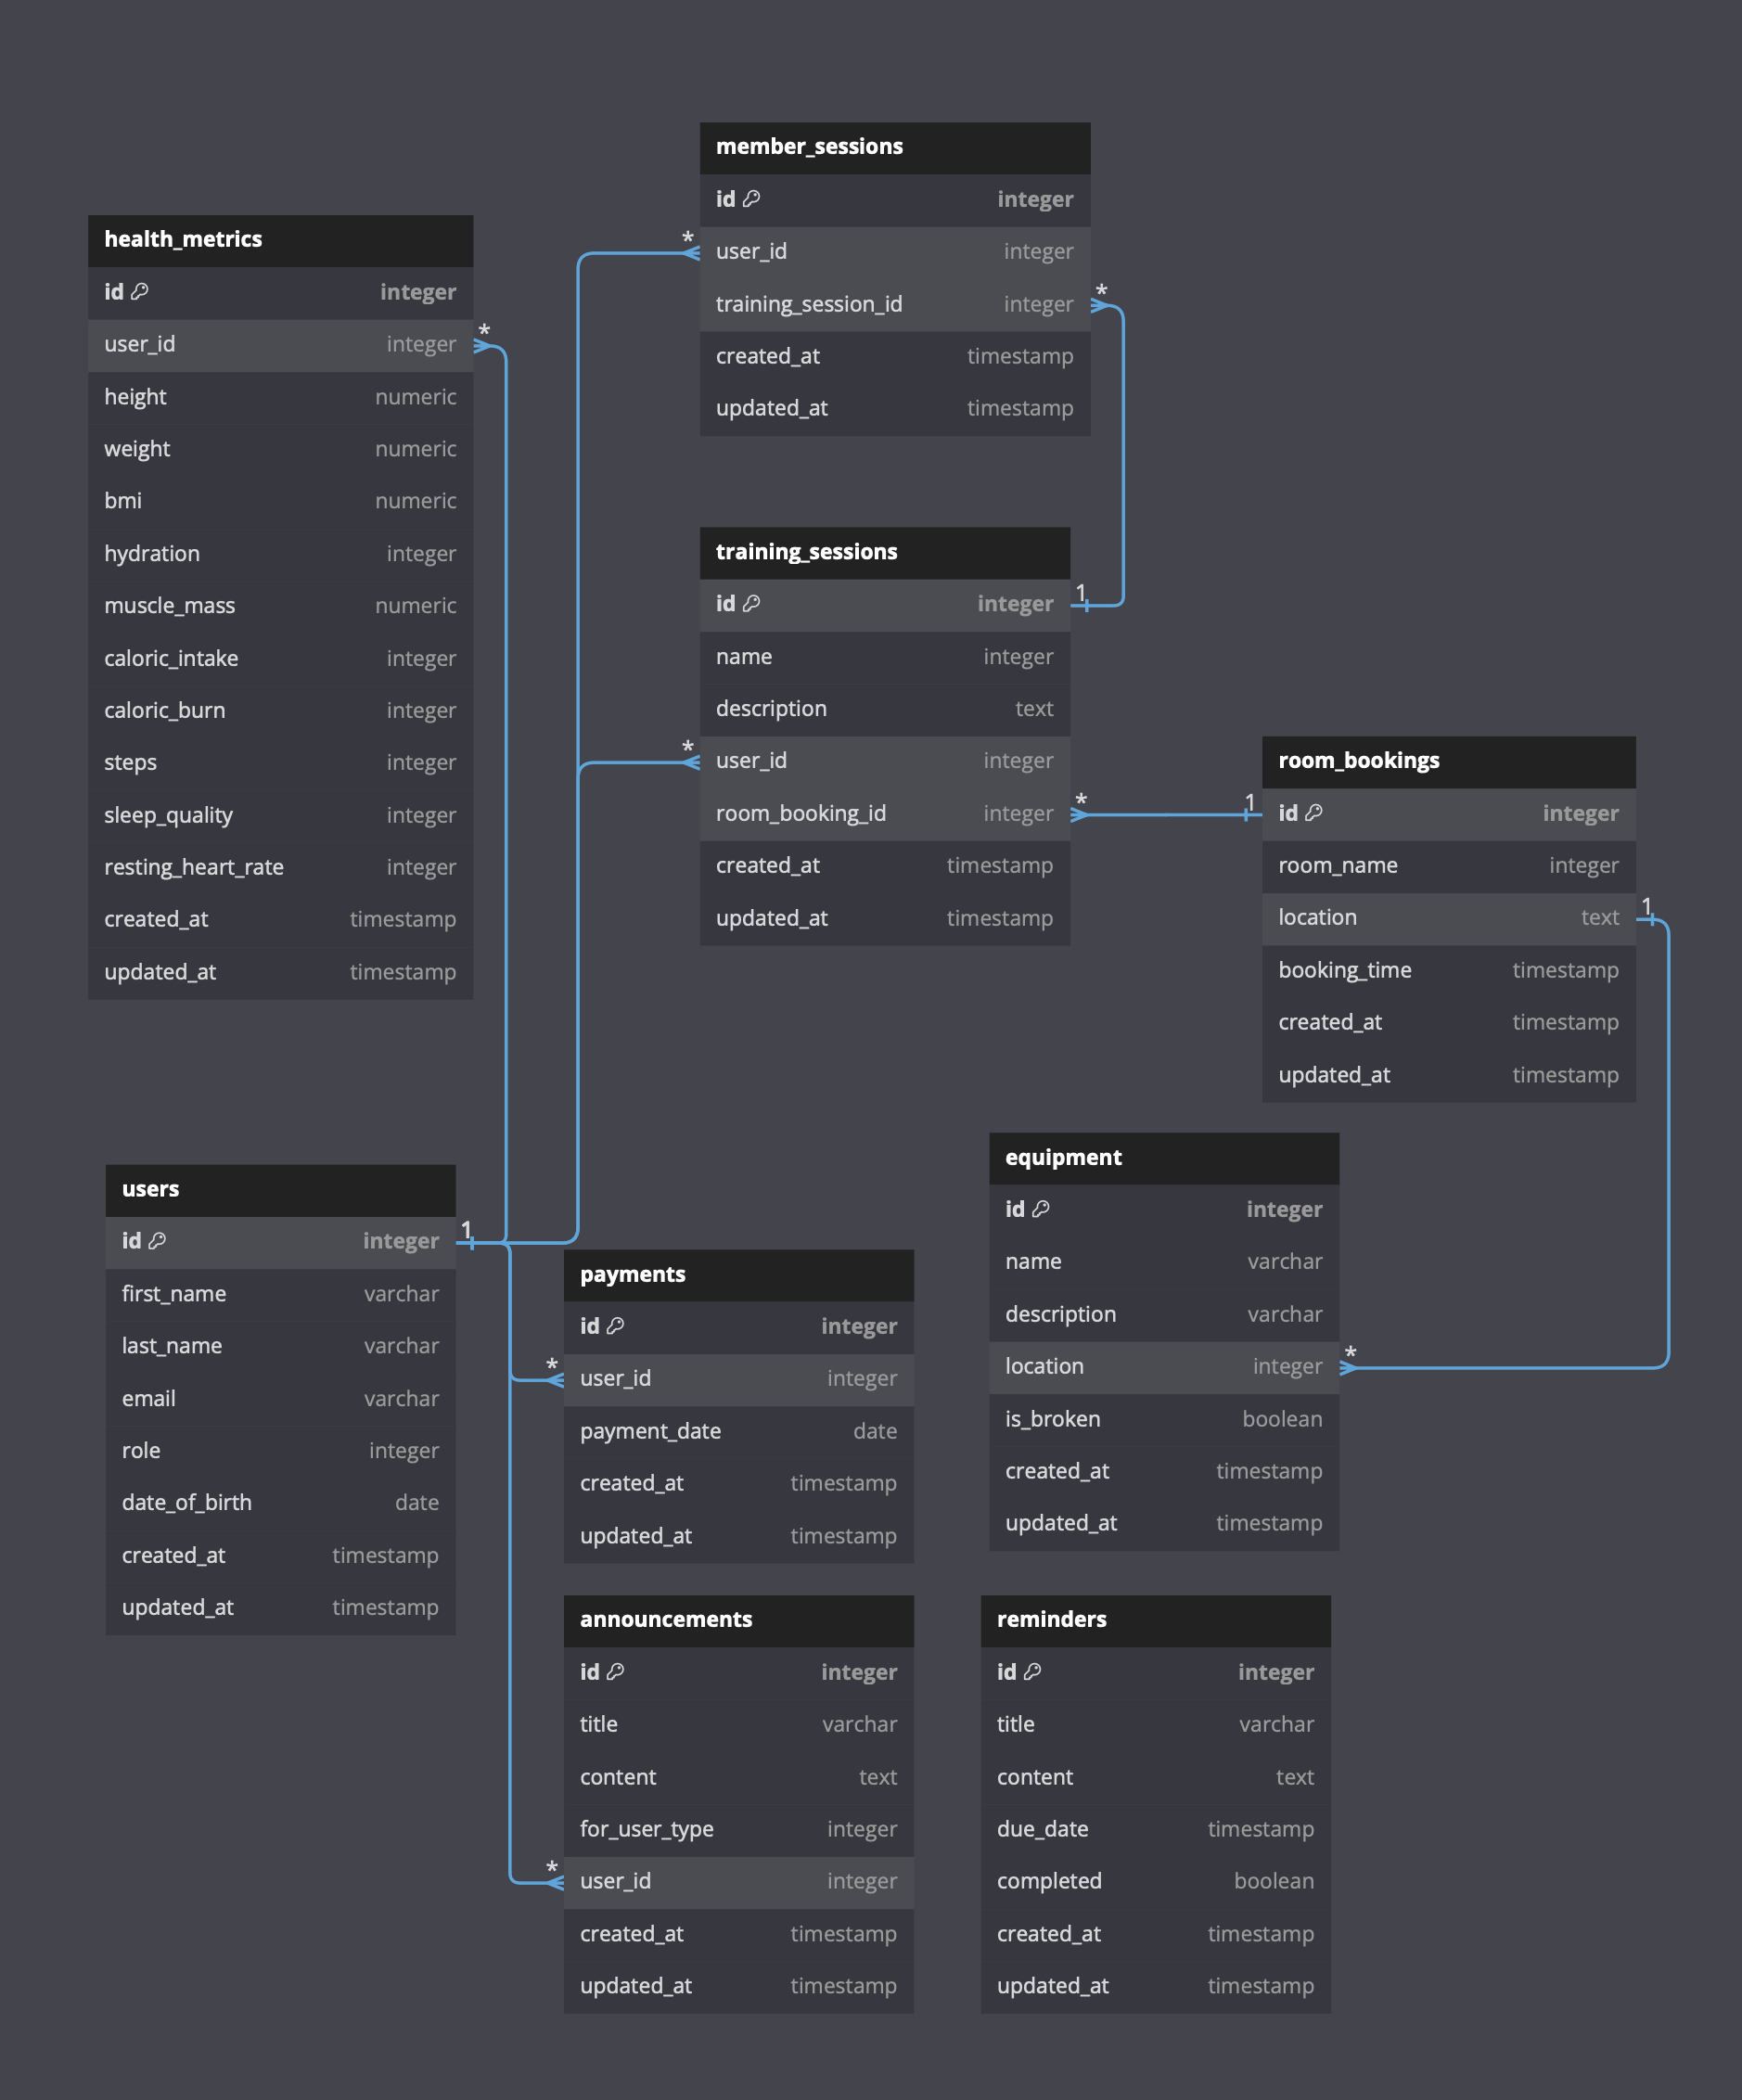 member_sessions
id integer
* user_id integer
training_session_id integer *
created_at timestamp
updated_at timestamp
health_metrics
id integer
user_id integer *
height numeric
weight numeric
bmi numeric
hydration integer
muscle_mass numeric
caloric_intake integer
caloric_burn integer
steps integer
sleep_quality integer
resting_heart_rate integer
created_at timestamp
updated_at timestamp
training_sessions
id integer 1
name integer
description text
* user_id integer
room_booking_id integer *
created_at timestamp
updated_at timestamp
room_bookings
1 id integer
room_name integer
location text 1
booking_time timestamp
created_at timestamp
updated_at timestamp
users
id integer 1
first_name varchar
last_name varchar
email varchar
role integer
date_of_birth date
created_at timestamp
updated_at timestamp
payments
id integer
* user_id integer
payment_date date
created_at timestamp
updated_at timestamp
equipment
id integer
name varchar
description varchar
location integer *
is_broken boolean
created_at timestamp
updated_at timestamp
announcements
id integer
title varchar
content text
for_user_type integer
* user_id integer
created_at timestamp
updated_at timestamp
reminders
id integer
title varchar
content text
due_date timestamp
completed boolean
created_at timestamp
updated_at timestamp